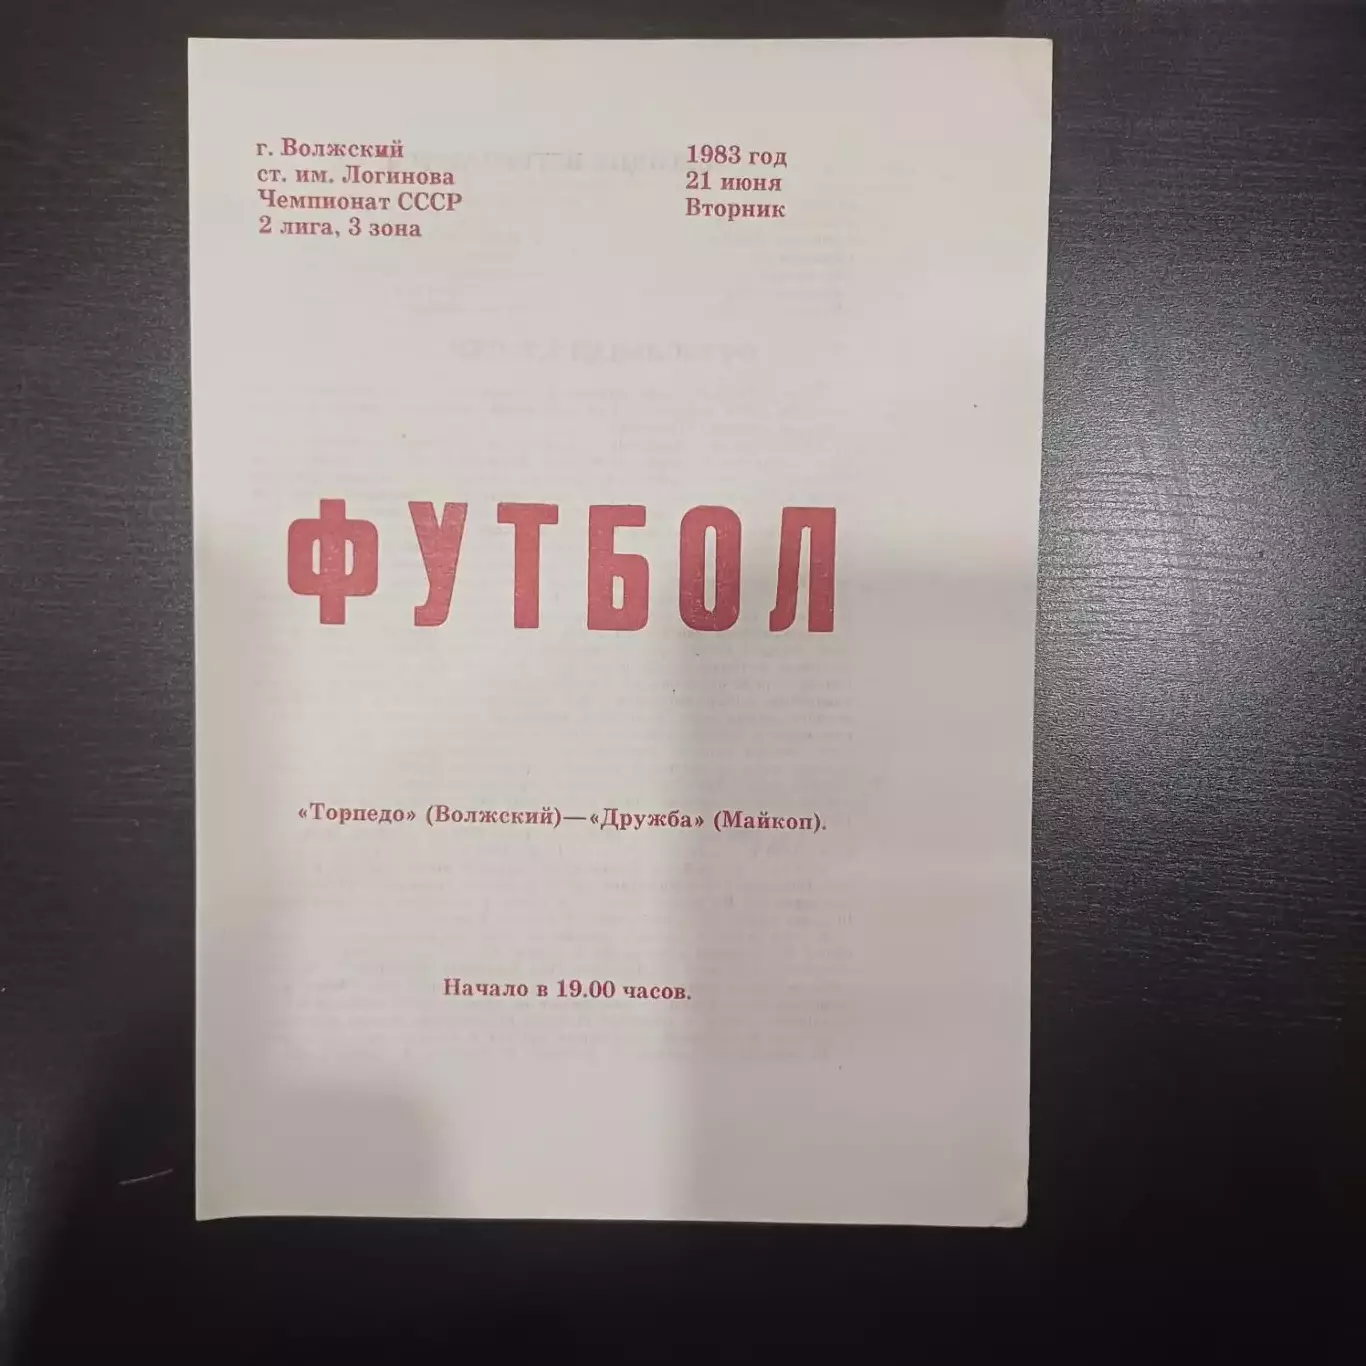 г. Волжский
ст. им. Логинова
Чемпионат СССР
2 лига, 3 зона
1983 год
21 июня
Вторник
ФУТБОЛ
«Торпедо» (Волжский)—«Дружба» (Майкоп).
Начало в 19.00 часов.